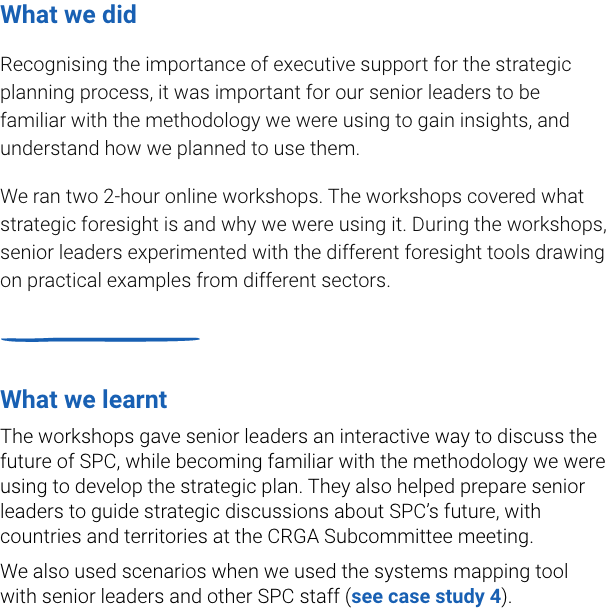 What we did
Recognising the importance of executive support for the strategic
planning process, it was important for our senior leaders to be
familiar with the methodology we were using to gain insights, and
understand how we planned to use them.
We ran two 2-hour online workshops. The workshops covered what
strategic foresight is and why we were using it. During the workshops,
senior leaders experimented with the different foresight tools drawing
on practical examples from different sectors.
What we learnt
The workshops gave senior leaders an interactive way to discuss the
future of SPC, while becoming familiar with the methodology we were
using to develop the strategic plan. They also helped prepare senior
leaders to guide strategic discussions about SPC’s future, with
countries and territories at the CRGA Subcommittee meeting.
We also used scenarios when we used the systems mapping tool
with senior leaders and other SPC staff (see case study 4).